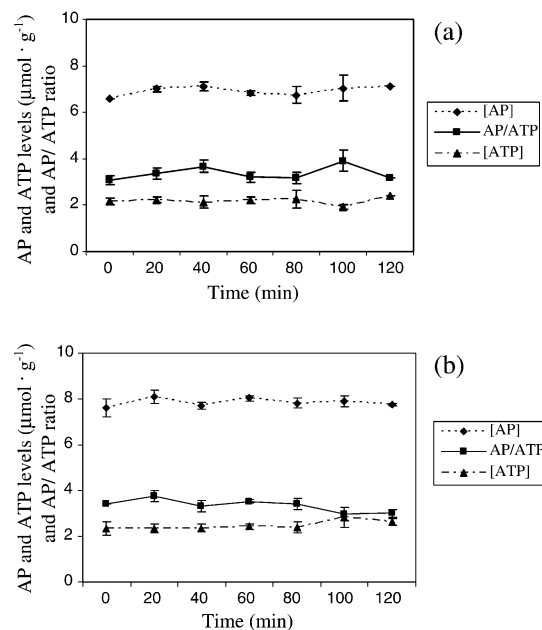 (a)
AP and ATP levels (μmol · g⁻¹)
and AP/ ATP ratio
10
8
6
4
2
0
0 20 40 60 80 100 120
Time (min)
[AP]
AP/ATP
[ATP]
(b)
AP and ATP levels (μmol · g⁻¹)
and AP/ ATP ratio
10
8
6
4
2
0
0 20 40 60 80 100 120
Time (min)
[AP]
AP/ATP
[ATP]